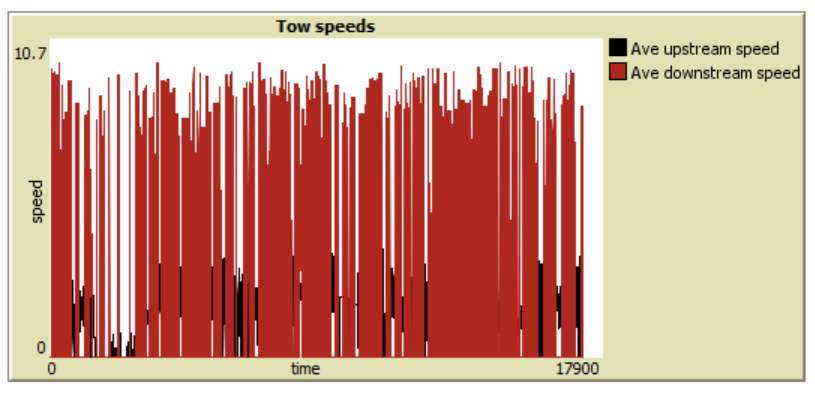 Tow speeds
10.7
speed
0
0
time
17900
Ave upstream speed
Ave downstream speed